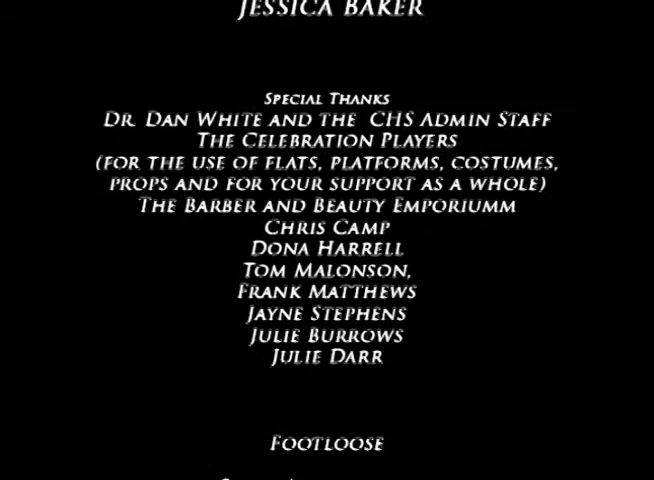 JESSICA BAKER
SPECIAL THANKS
DR. DAN WHITE AND THE CHS ADMIN STAFF
THE CELEBRATION PLAYERS
(FOR THE USE OF FLATS, PLATFORMS, COSTUMES,
PROPS AND FOR YOUR SUPPORT AS A WHOLE)
THE BARBER AND BEAUTY EMPORIUMM
CHRIS CAMP
DONA HARRELL
TOM MALONSON,
FRANK MATTHEWS
JAYNE STEPHENS
JULIE BURROWS
JULIE DARR
FOOTLOOSE